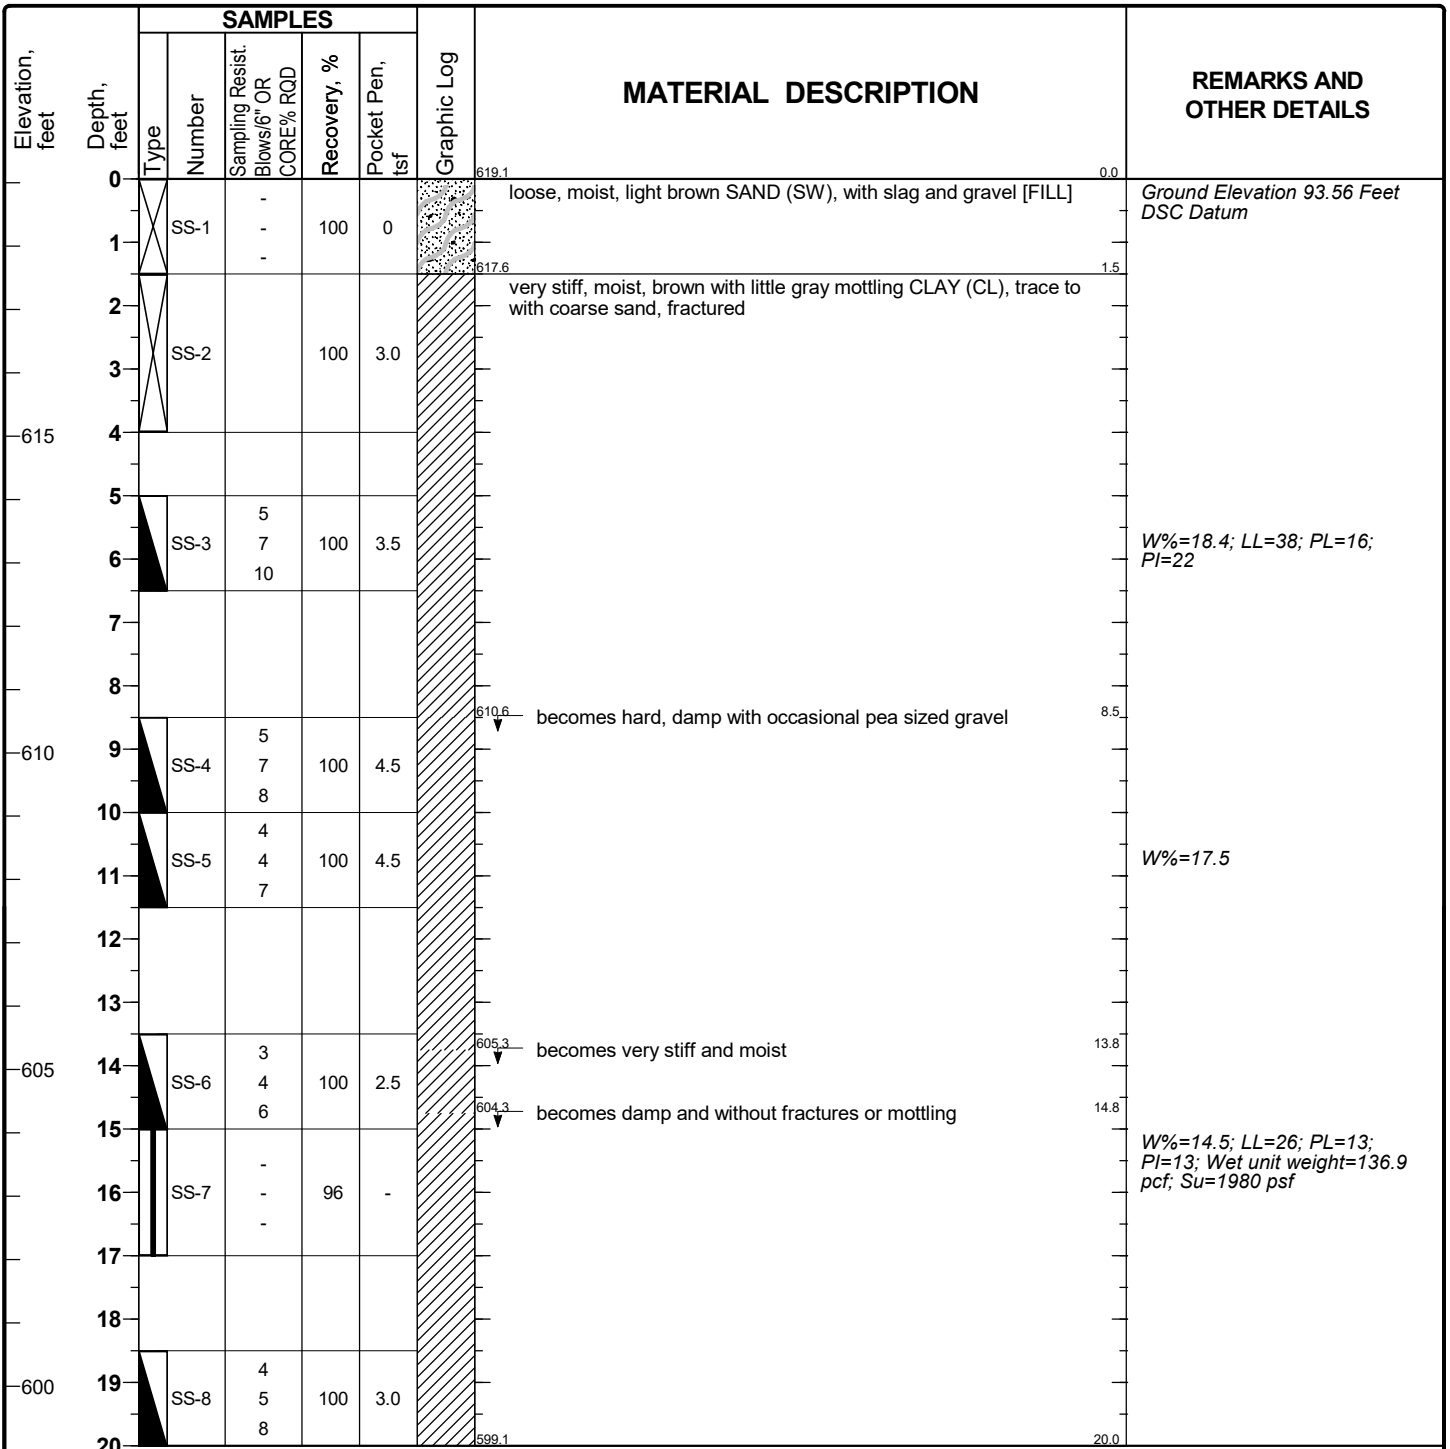 SAMPLES
Elevation,
feet
Depth,
feet
Type
Number
Sampling Resist.
Blows/6" OR
CORE% RQD
Recovery, %
Pocket Pen,
tsf
Graphic Log
MATERIAL DESCRIPTION
REMARKS AND
OTHER DETAILS
0
619.1
0.0
loose, moist, light brown SAND (SW), with slag and gravel [FILL]
Ground Elevation 93.56 Feet
DSC Datum
SS-1
-
-
-
100
0
1
617.6
1.5
very stiff, moist, brown with little gray mottling CLAY (CL), trace to
with coarse sand, fractured
2
SS-2
100
3.0
3
615
4
5
SS-3
5
7
10
100
3.5
W%=18.4; LL=38; PL=16;
PI=22
6
7
8
610.6
becomes hard, damp with occasional pea sized gravel
8.5
610
9
SS-4
5
7
8
100
4.5
10
SS-5
4
4
7
100
4.5
W%=17.5
11
12
13
605.3
becomes very stiff and moist
13.8
605
14
SS-6
3
4
6
100
2.5
604.3
becomes damp and without fractures or mottling
14.8
15
W%=14.5; LL=26; PL=13;
PI=13; Wet unit weight=136.9
pcf; Su=1980 psf
SS-7
-
-
-
96
-
16
17
18
600
19
SS-8
4
5
8
100
3.0
20
599.1
20.0